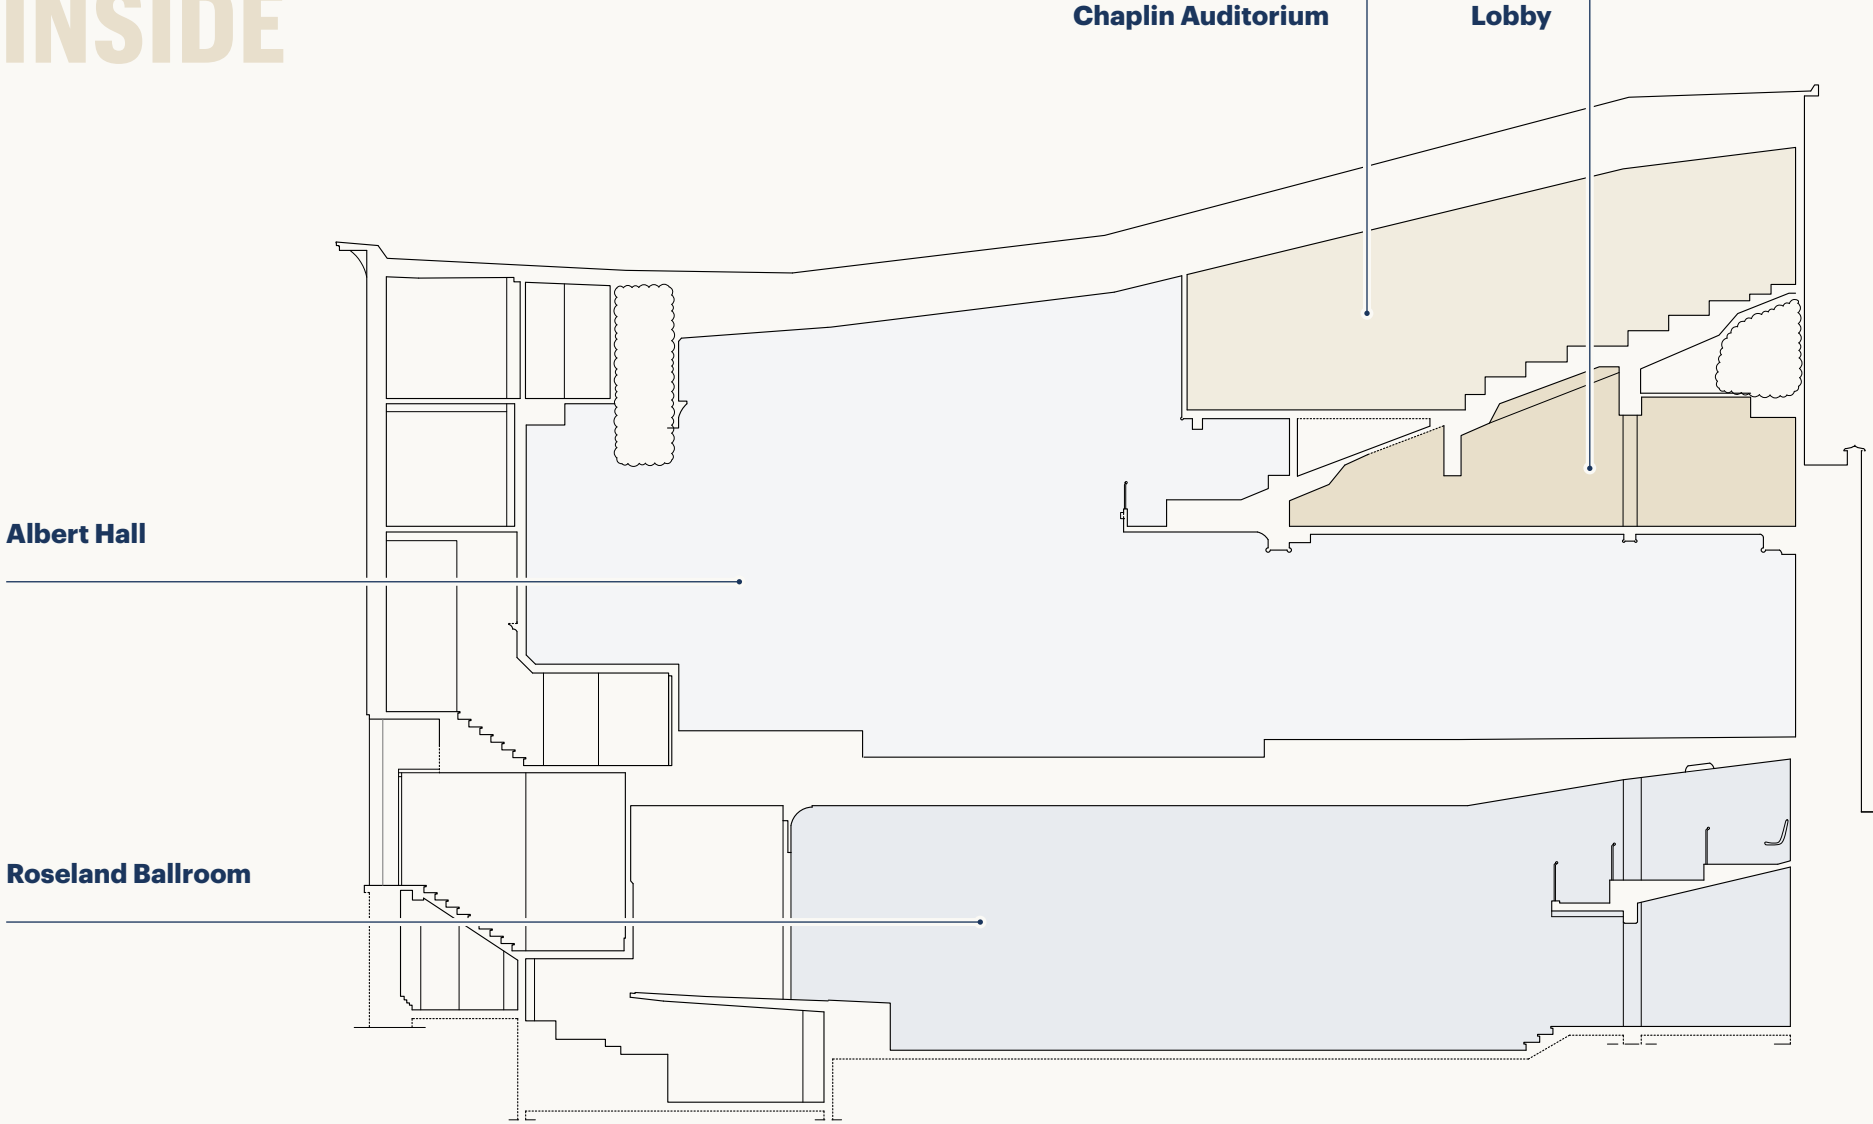 INSIDE
Chaplin Auditorium
Lobby
Albert Hall
Roseland Ballroom